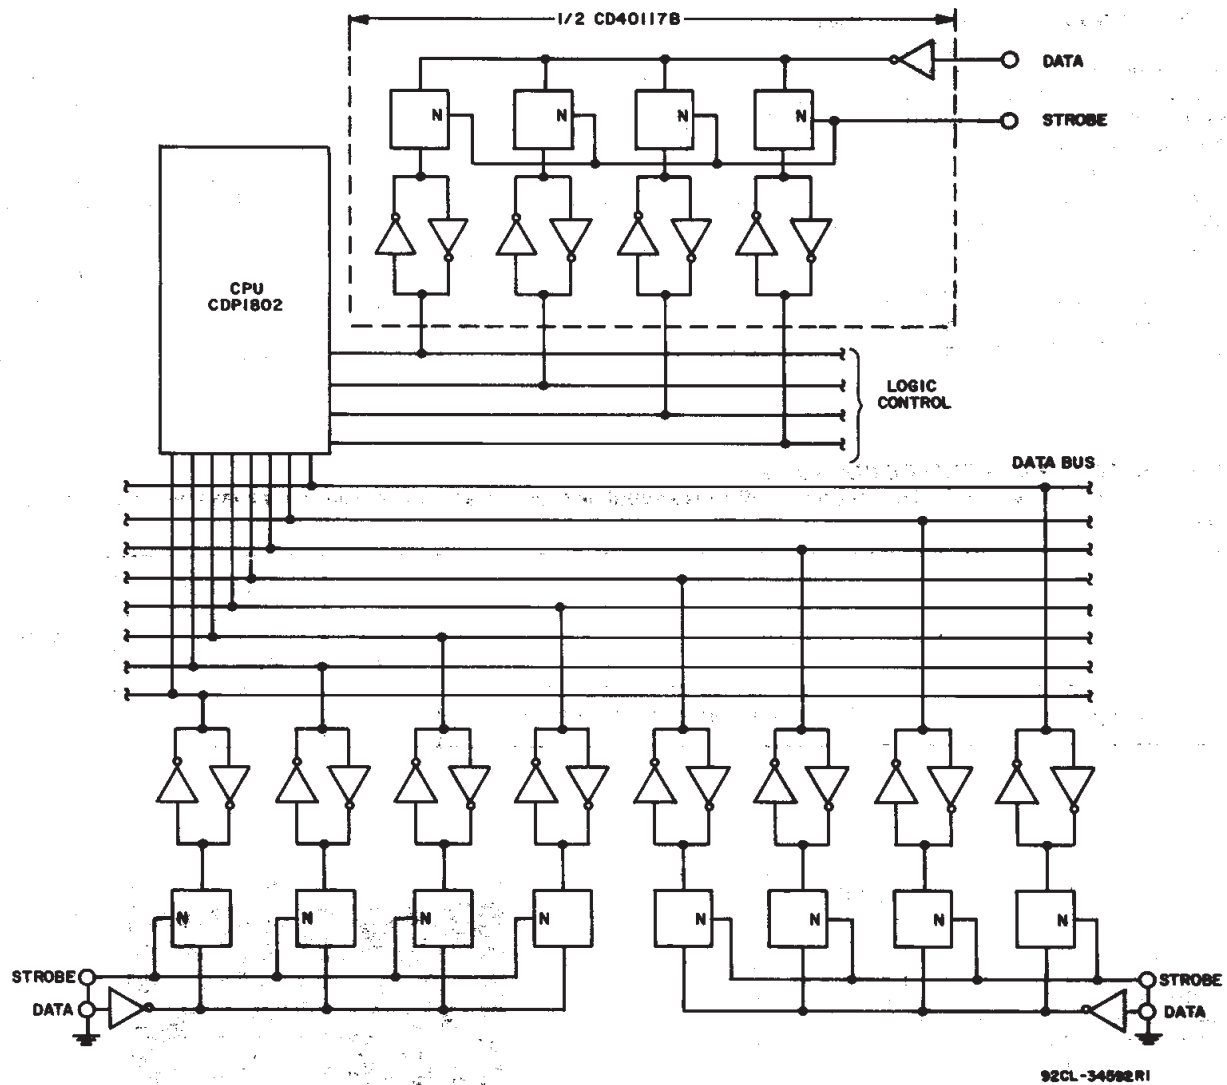 1/2 CD40117B
DATA
N N N N
STROBE
CPU
CDP1802
LOGIC
CONTROL
DATA BUS
N N N N N N N N
STROBE
STROBE
DATA
DATA
92CL-34592R1